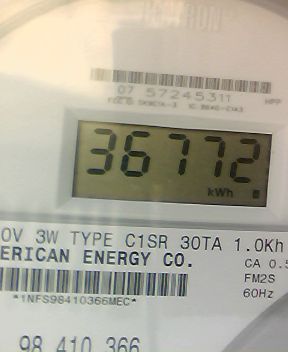 07 57245311
HPP
36772
kWh
0V 3W TYPE C1SR 30TA 1.0Kh
ERICAN ENERGY CO.
CA 0.5
FM2S
60Hz
*1NFS98410366MEC*
98 410 366